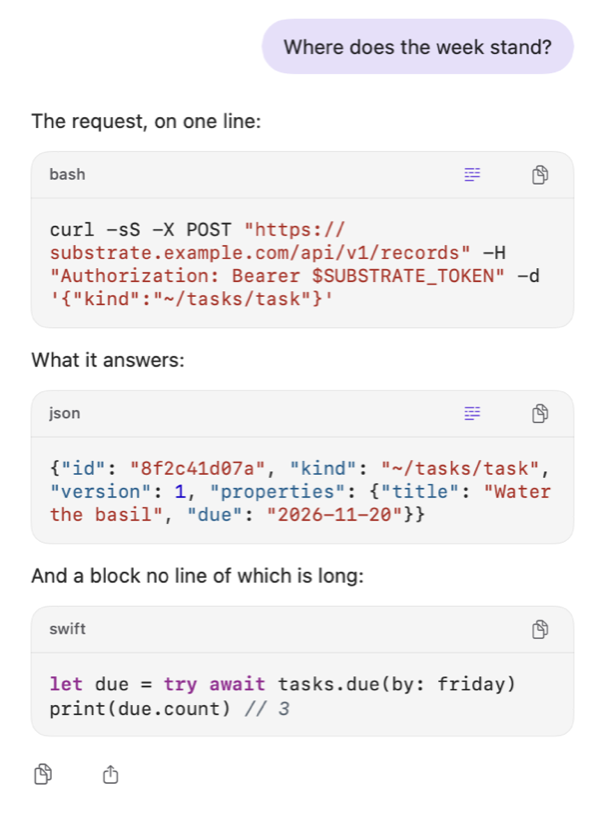 Where does the week stand?
The request, on one line:
bash
curl -sS -X POST "https://
substrate.example.com/api/v1/records" -H
"Authorization: Bearer $SUBSTRATE_TOKEN" -d
'{"kind":"~/tasks/task"}'
What it answers:
json
{"id": "8f2c41d07a", "kind": "~/tasks/task",
"version": 1, "properties": {"title": "Water
the basil", "due": "2026-11-20"}}
And a block no line of which is long:
swift
let due = try await tasks.due(by: friday)
print(due.count) // 3